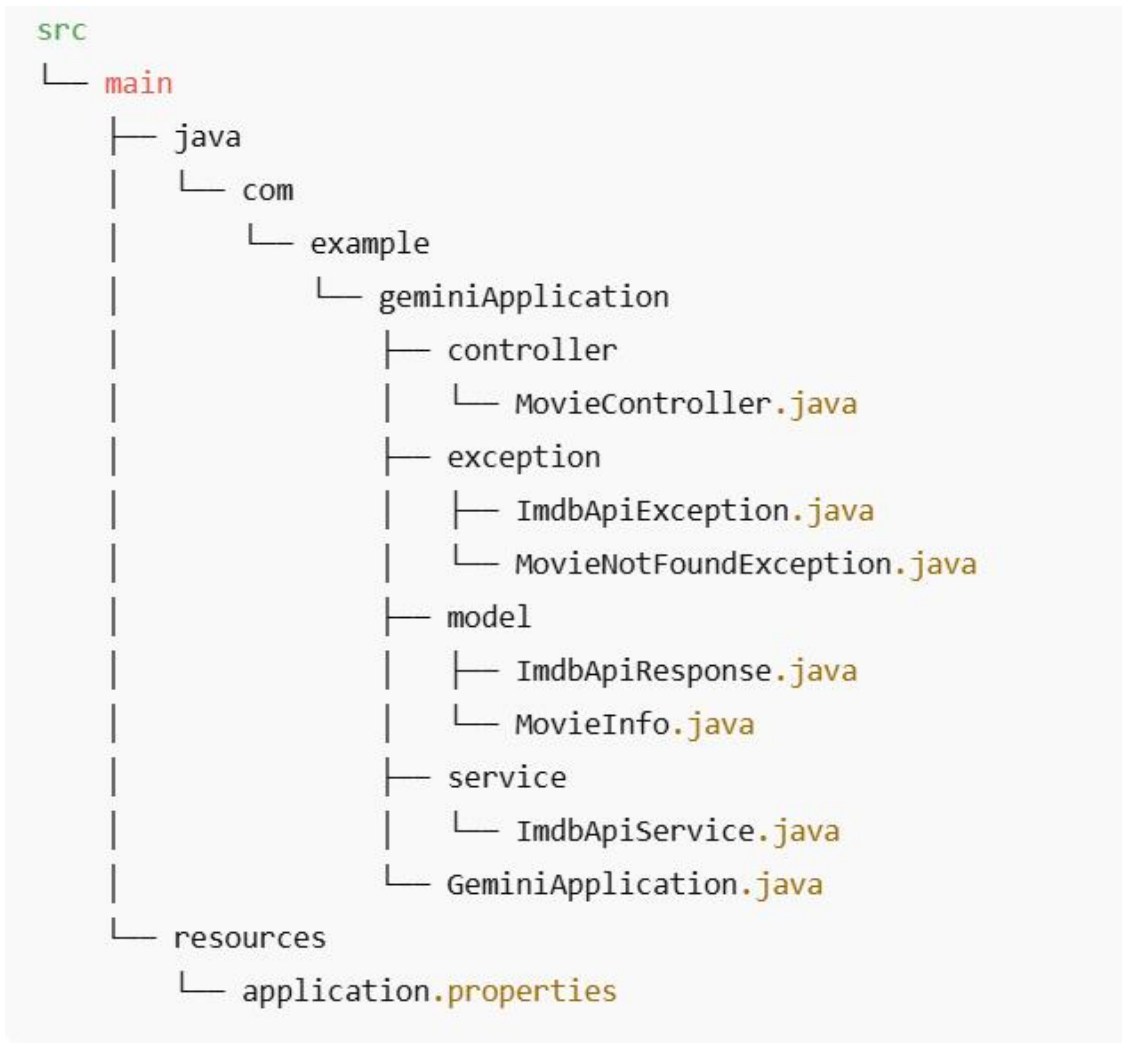 src
└── main
    ├── java
    │   └── com
    │       └── example
    │           └── geminiApplication
    │               ├── controller
    │               │   └── MovieController.java
    │               ├── exception
    │               │   ├── ImdbApiException.java
    │               │   └── MovieNotFoundException.java
    │               ├── model
    │               │   ├── ImdbApiResponse.java
    │               │   └── MovieInfo.java
    │               ├── service
    │               │   └── ImdbApiService.java
    │               └── GeminiApplication.java
    └── resources
        └── application.properties